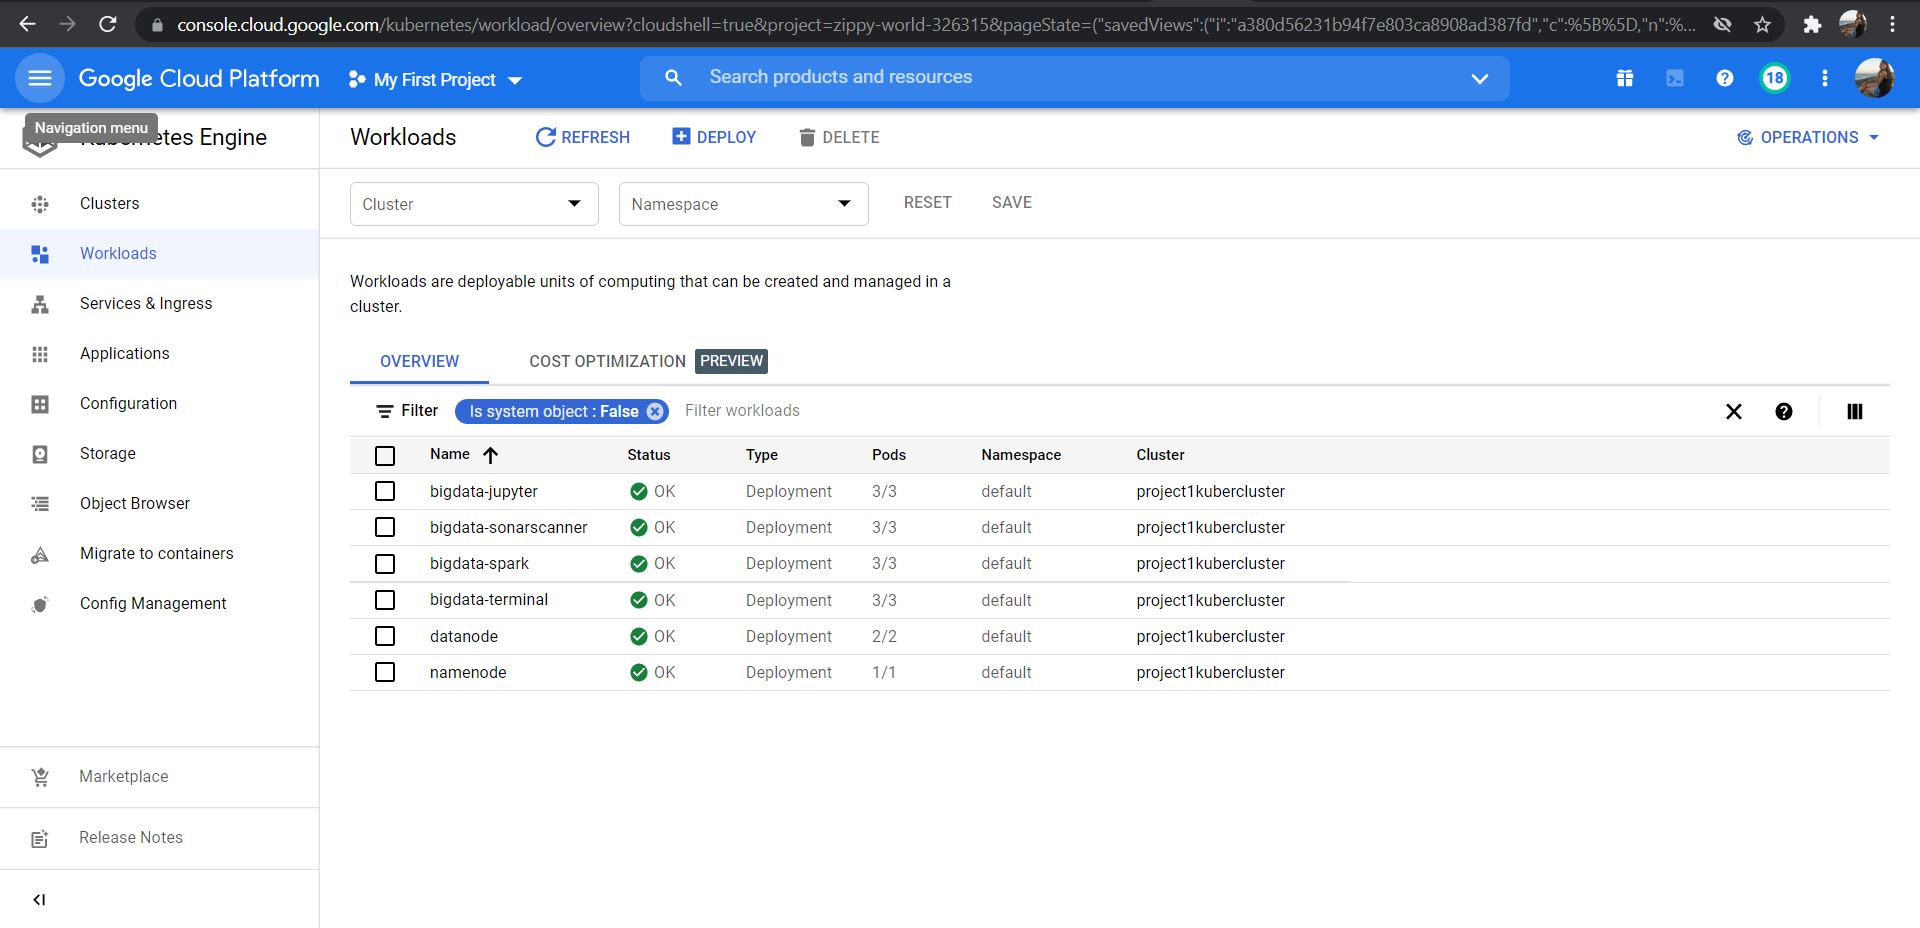 console.cloud.google.com/kubernetes/workload/overview?cloudshell=true&project=zippy-world-326315&pageState=("savedViews":("i":"a380d56231b94f7e803ca8908ad387fd","c":%5B%5D,"n":%...
Google Cloud Platform My First Project Search products and resources 18
Navigation menu
Kubernetes Engine Workloads REFRESH DEPLOY DELETE OPERATIONS
Clusters Cluster Namespace RESET SAVE
Workloads
Workloads are deployable units of computing that can be created and managed in a
cluster.
Services & Ingress
Applications
OVERVIEW COST OPTIMIZATION PREVIEW
Configuration
Filter Is system object : False Filter workloads
Storage
Name Status Type Pods Namespace Cluster
Object Browser
bigdata-jupyter OK Deployment 3/3 default project1kubercluster
bigdata-sonarscanner OK Deployment 3/3 default project1kubercluster
Migrate to containers
bigdata-spark OK Deployment 3/3 default project1kubercluster
Config Management
bigdata-terminal OK Deployment 3/3 default project1kubercluster
datanode OK Deployment 2/2 default project1kubercluster
namenode OK Deployment 1/1 default project1kubercluster
Marketplace
Release Notes